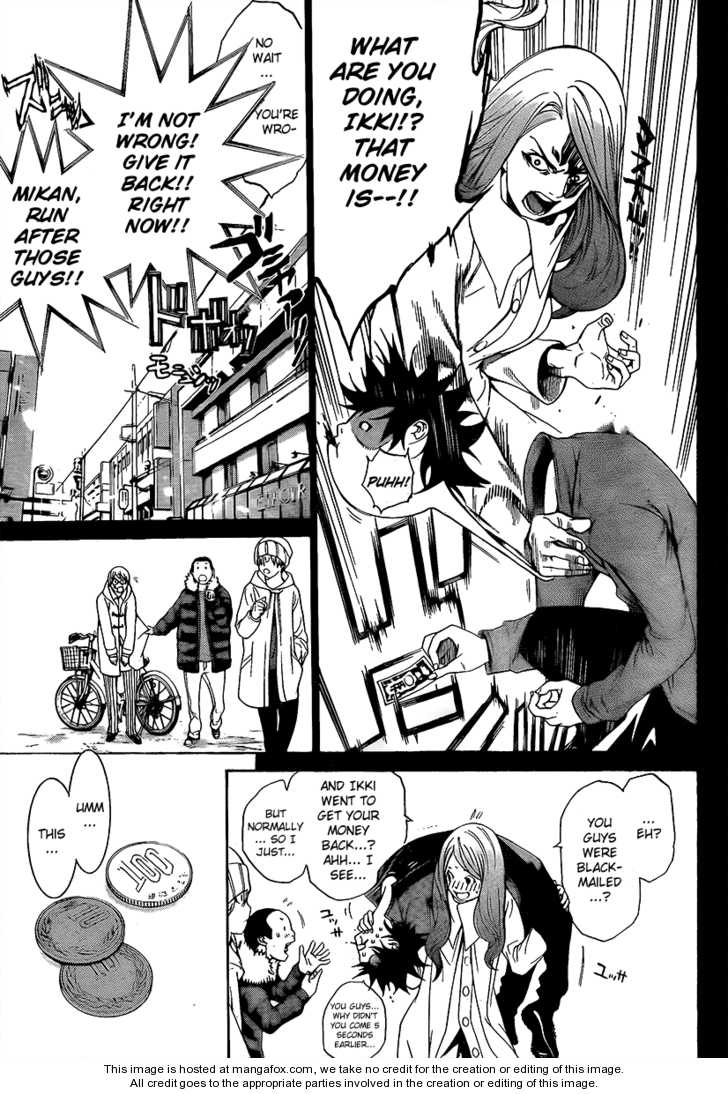 WHAT
ARE YOU
DOING,
IKKI!?
THAT
MONEY
IS--!!
PUHH!
NO
WAIT
...
YOU'RE
WRO-
I'M NOT
WRONG!
GIVE IT
BACK!!
RIGHT
NOW!!
MIKAN,
RUN
AFTER
THOSE
GUYS!!
...
EH?
YOU
GUYS
WERE
BLACK-
MAILED
...?
AND IKKI
WENT TO
GET YOUR
MONEY
BACK...?
AHH... I
SEE...
BUT
NORMALLY
... SO I
JUST...
YOU GUYS...
WHY DIDN'T
YOU COME 5
SECONDS
EARLIER...
UMM
...
THIS
...
100
10
This image is hosted at mangafox.com, we take no credit for the creation or editing of this image.
All credit goes to the appropriate parties involved in the creation or editing of this image.